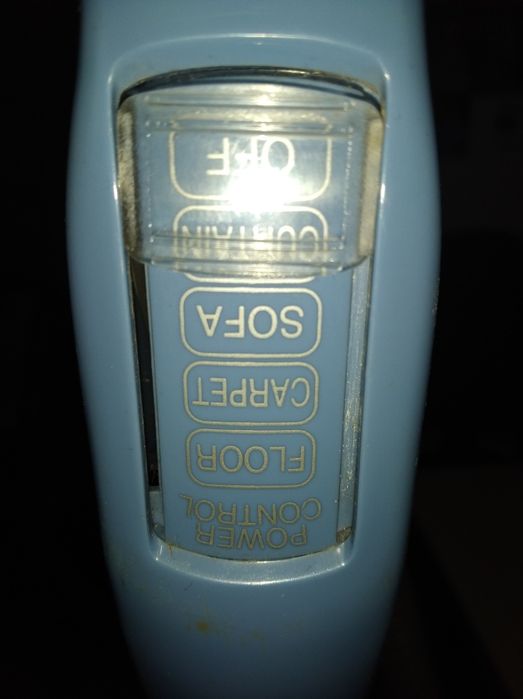 POWER
CONTROL
FLOOR
CARPET
SOFA
CURTAIN
OFF